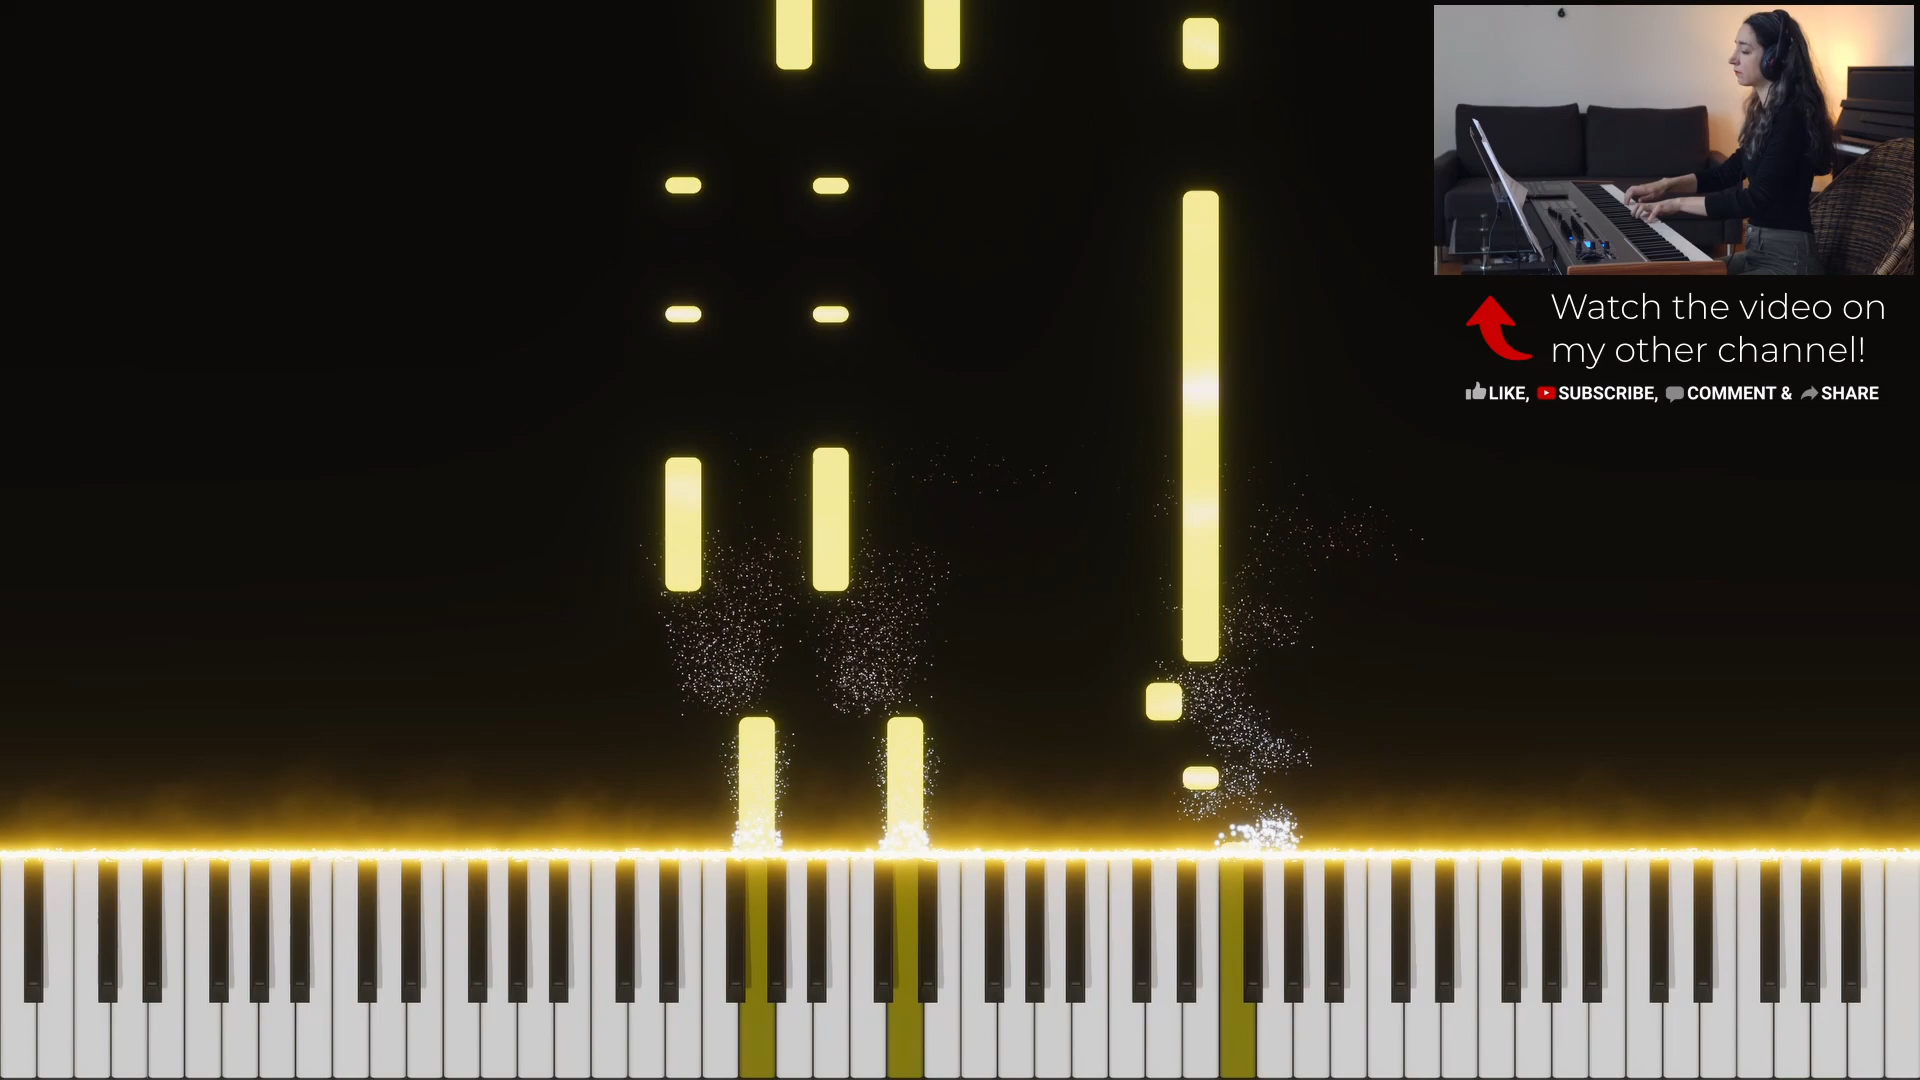 Watch the video on
my other channel!
LIKE, SUBSCRIBE, COMMENT & SHARE